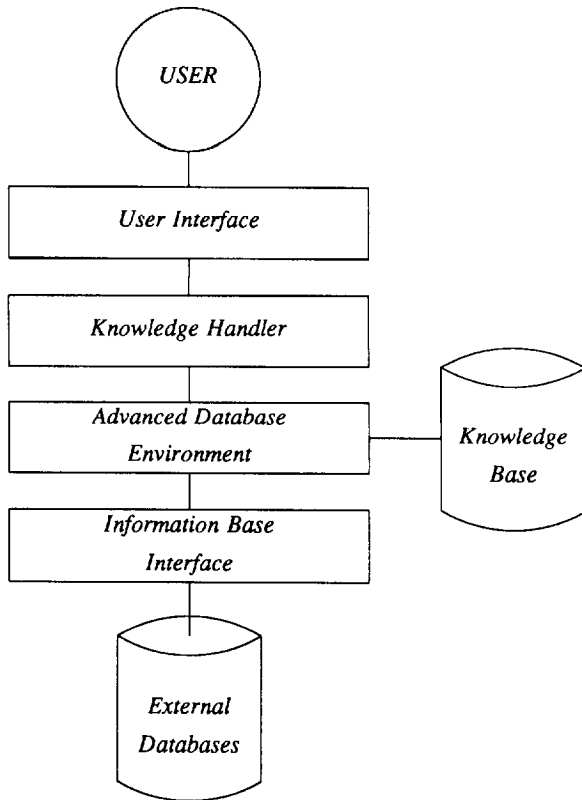 USER
User Interface
Knowledge Handler
Advanced Database
Environment
Knowledge
Base
Information Base
Interface
External
Databases